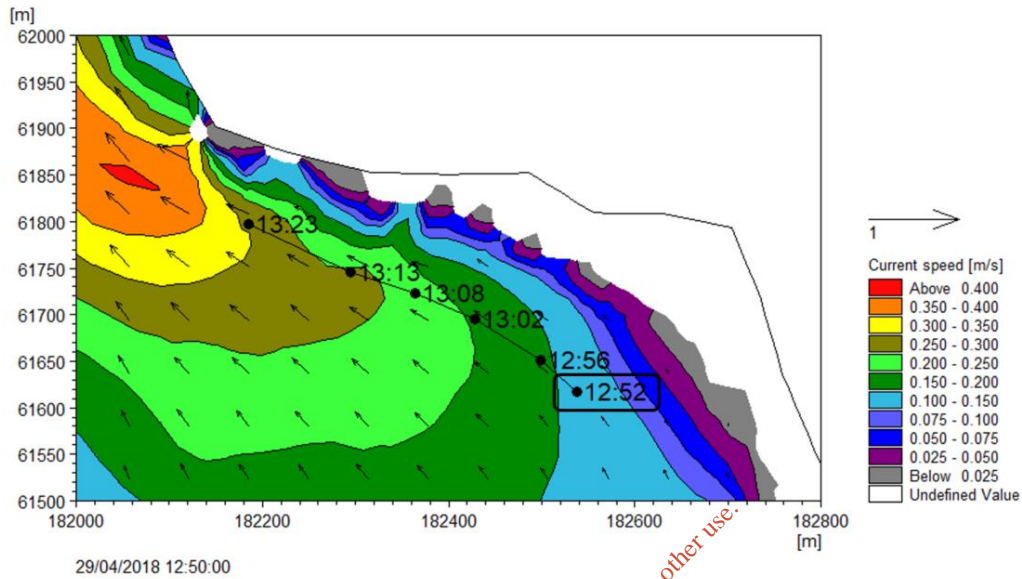 [m]
62000
61950
61900
61850
61800
61750
61700
61650
61600
61550
61500
182000 182200 182400 182600 182800
[m]
13:23
13:13
13:08
13:02
12:56
12:52
1
Current speed [m/s]
Above 0.400
0.350 - 0.400
0.300 - 0.350
0.250 - 0.300
0.200 - 0.250
0.150 - 0.200
0.100 - 0.150
0.075 - 0.100
0.050 - 0.075
0.025 - 0.050
Below 0.025
Undefined Value
other use.
29/04/2018 12:50:00